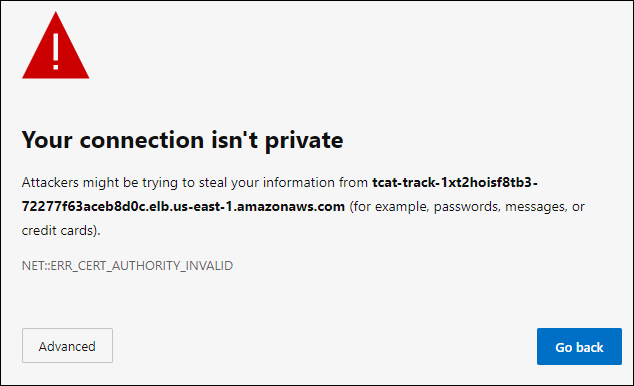 !
Your connection isn't private
Attackers might be trying to steal your information from tcat-track-1xt2hoisf8tb3-
72277f63aceb8d0c.elb.us-east-1.amazonaws.com (for example, passwords, messages, or
credit cards).
NET::ERR_CERT_AUTHORITY_INVALID
Advanced
Go back